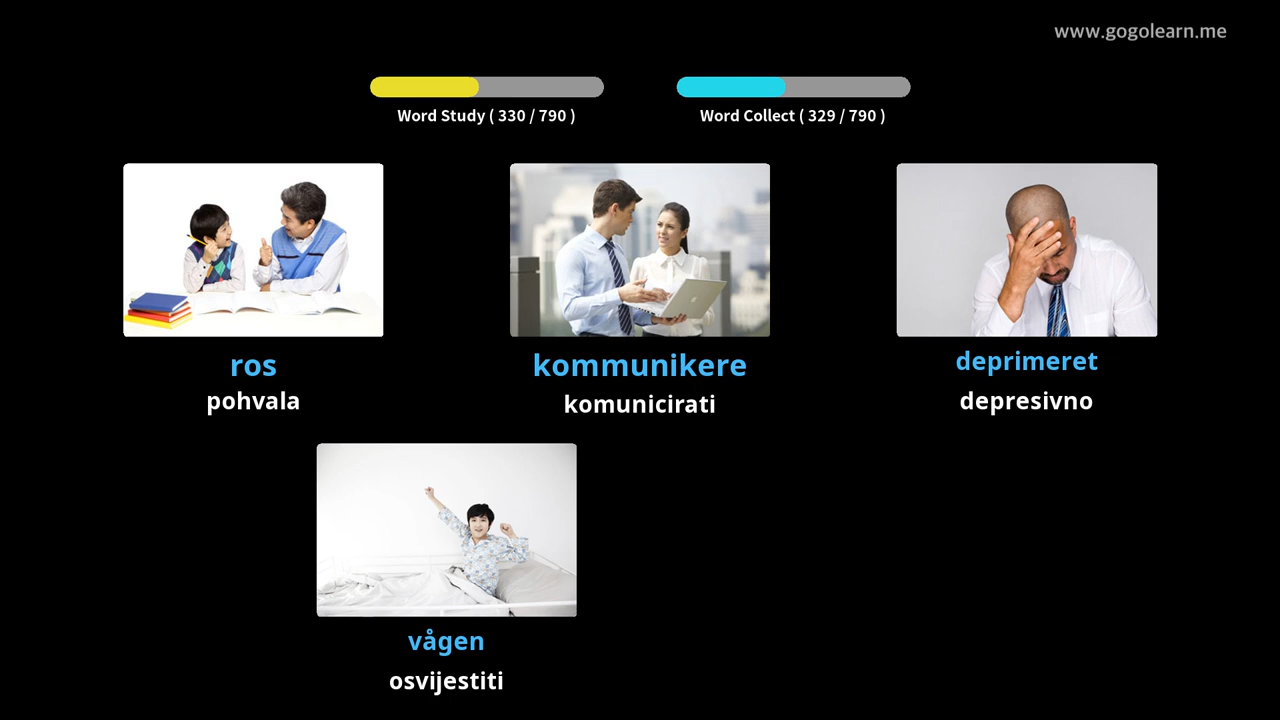 www.gogolearn.me
Word Study ( 330 / 790 )
Word Collect ( 329 / 790 )
ros
pohvala
kommunikere
komunicirati
deprimeret
depresivno
vågen
osvijestiti